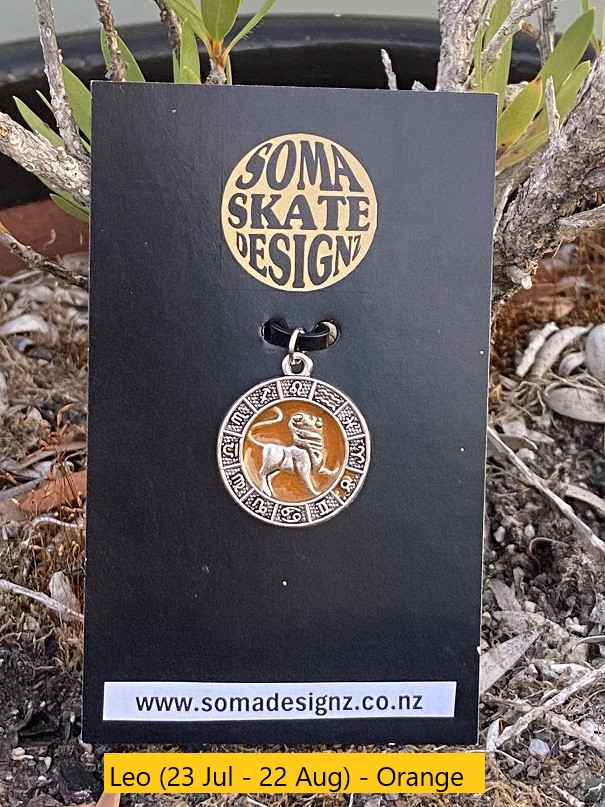 SOMA
SKATE
DESIGNZ
www.somadesignz.co.nz
Leo (23 Jul - 22 Aug) - Orange